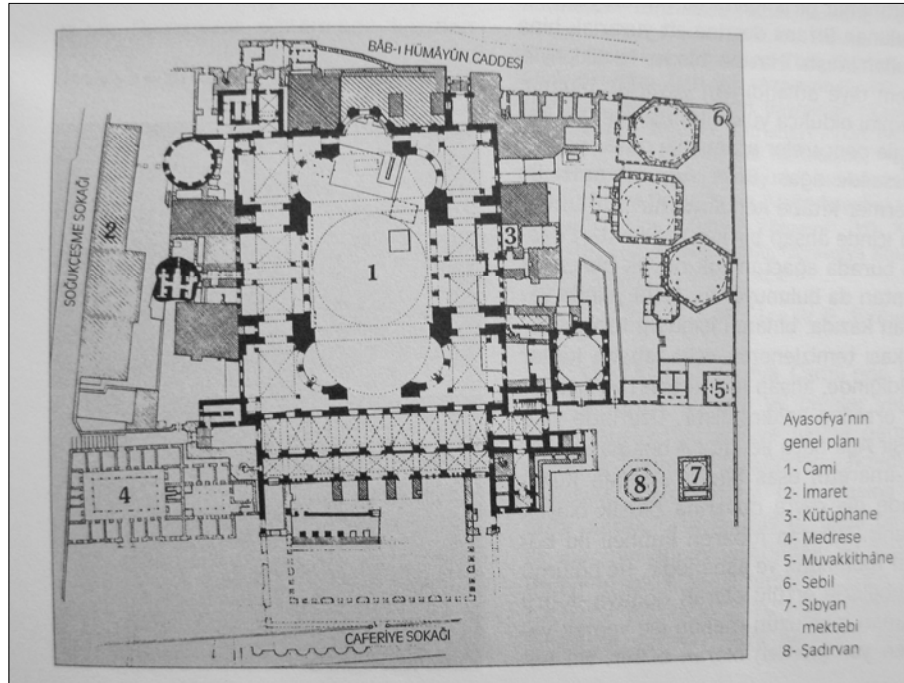 BÂB-I HÜMÂYÛN CADDESİ
6
SOĞUKÇEŞME SOKAĞI
2
3
1
5
4
8
7
CAFERİYE SOKAĞI
Ayasofya'nın
genel planı
1- Cami
2- İmaret
3- Kütüphane
4- Medrese
5- Muvakkithâne
6- Sebil
7- Sıbyan
mektebi
8- Şadırvan